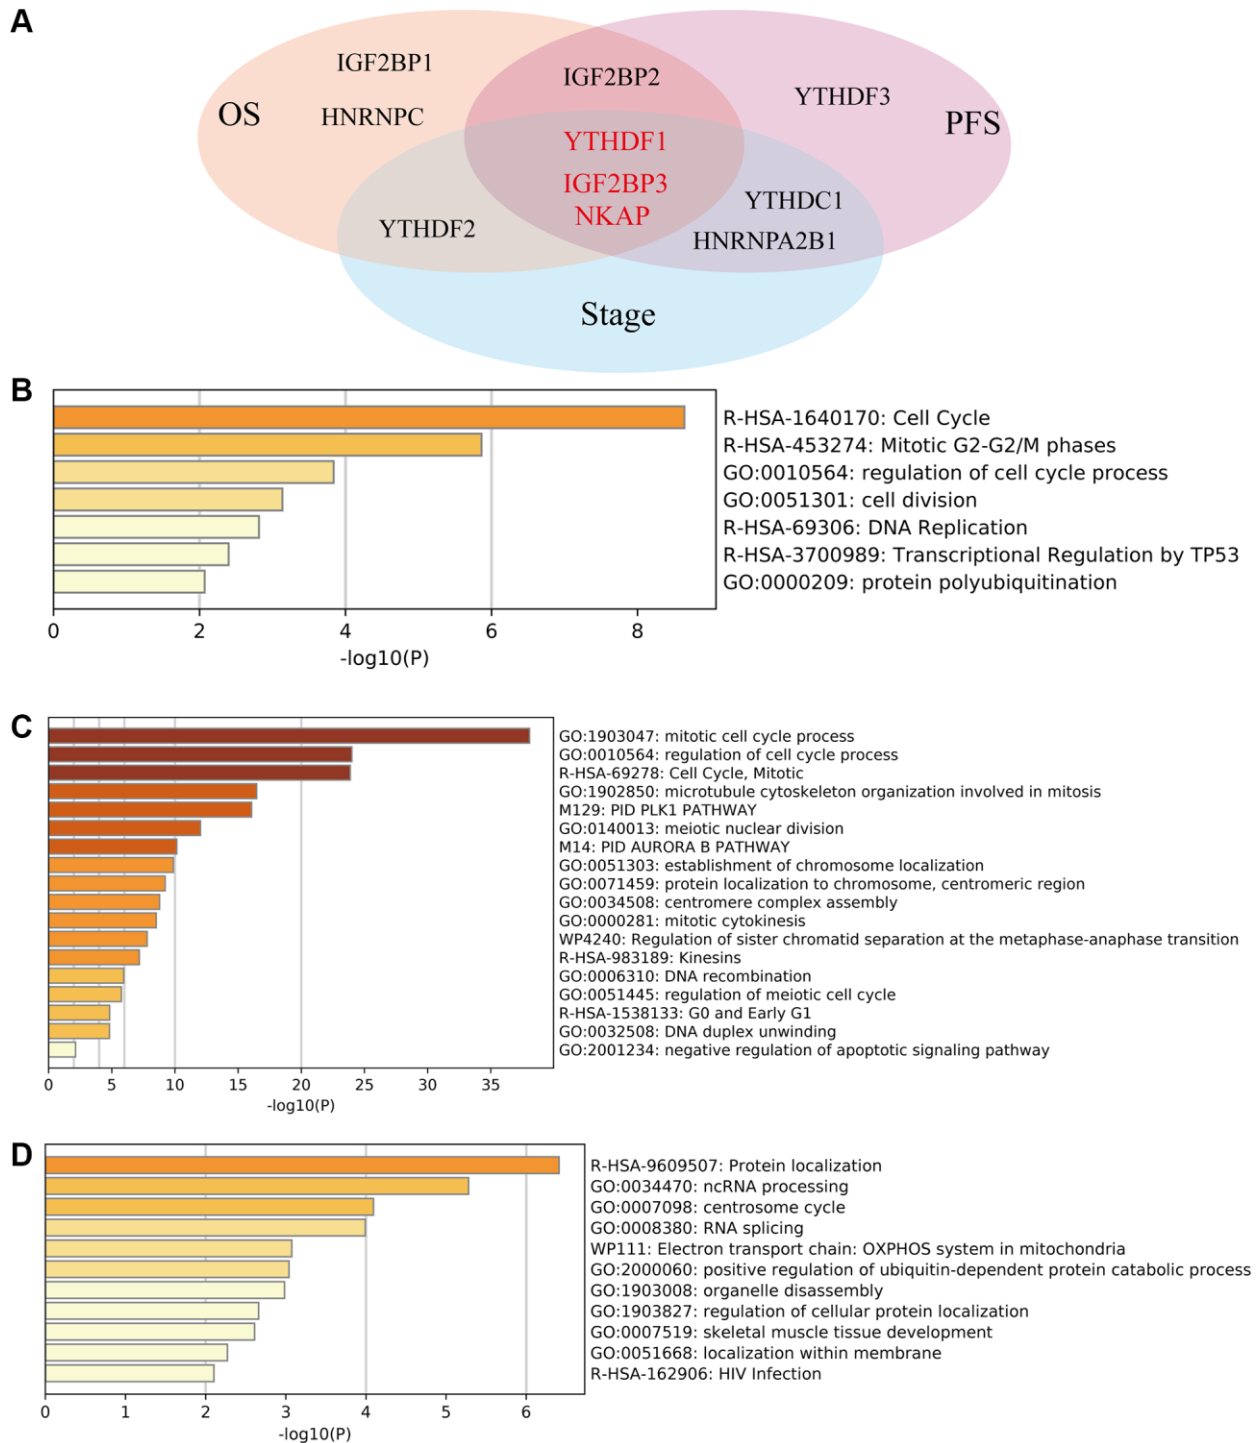 A
IGF2BP1
IGF2BP2
YTHDF3
OS
HNRNPC
PFS
YTHDF1
IGF2BP3
YTHDC1
NKAP
YTHDF2
HNRNPA2B1
Stage
B
R-HSA-1640170: Cell Cycle
R-HSA-453274: Mitotic G2-G2/M phases
GO:0010564: regulation of cell cycle process
GO:0051301: cell division
R-HSA-69306: DNA Replication
R-HSA-3700989: Transcriptional Regulation by TP53
GO:0000209: protein polyubiquitination
0 2 4 6 8
-log10(P)
C
GO:1903047: mitotic cell cycle process
GO:0010564: regulation of cell cycle process
R-HSA-69278: Cell Cycle, Mitotic
GO:1902850: microtubule cytoskeleton organization involved in mitosis
M129: PID PLK1 PATHWAY
GO:0140013: meiotic nuclear division
M14: PID AURORA B PATHWAY
GO:0051303: establishment of chromosome localization
GO:0071459: protein localization to chromosome, centromeric region
GO:0034508: centromere complex assembly
GO:0000281: mitotic cytokinesis
WP4240: Regulation of sister chromatid separation at the metaphase-anaphase transition
R-HSA-983189: Kinesins
GO:0006310: DNA recombination
GO:0051445: regulation of meiotic cell cycle
R-HSA-1538133: G0 and Early G1
GO:0032508: DNA duplex unwinding
GO:2001234: negative regulation of apoptotic signaling pathway
0 5 10 15 20 25 30 35
-log10(P)
D
R-HSA-9609507: Protein localization
GO:0034470: ncRNA processing
GO:0007098: centrosome cycle
GO:0008380: RNA splicing
WP111: Electron transport chain: OXPHOS system in mitochondria
GO:2000060: positive regulation of ubiquitin-dependent protein catabolic process
GO:1903008: organelle disassembly
GO:1903827: regulation of cellular protein localization
GO:0007519: skeletal muscle tissue development
GO:0051668: localization within membrane
R-HSA-162906: HIV Infection
0 1 2 3 4 5 6
-log10(P)